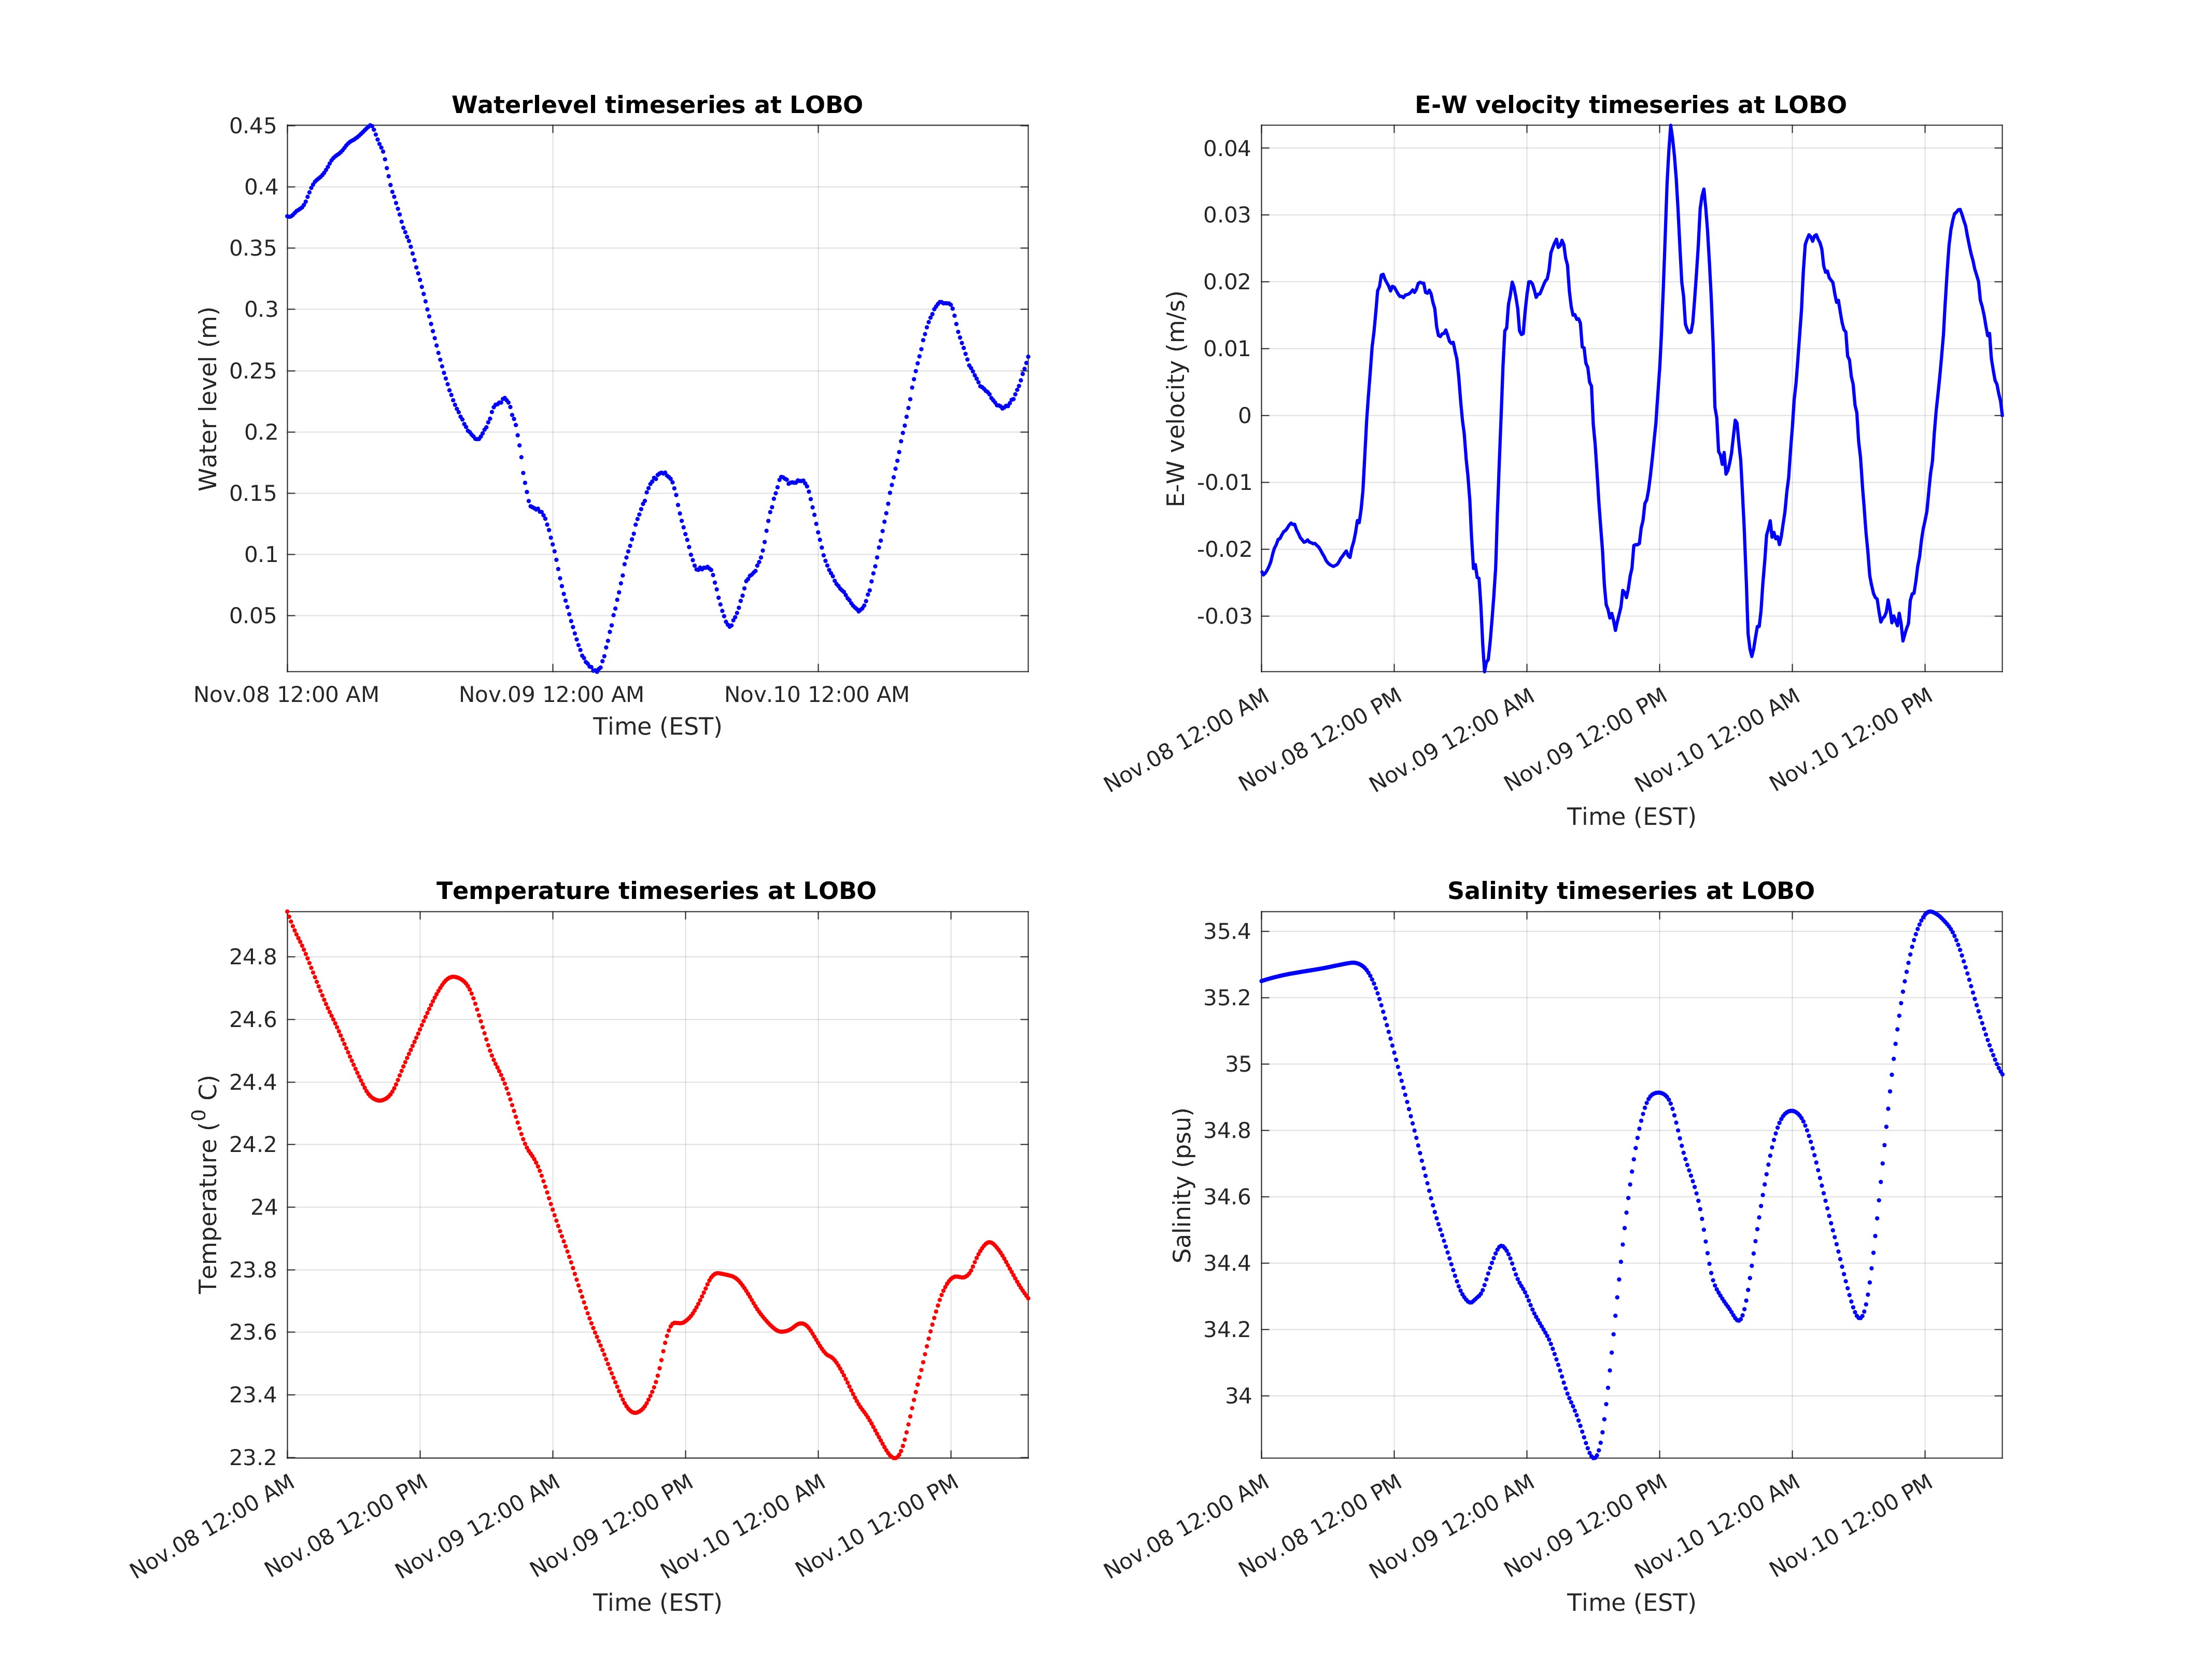 Waterlevel timeseries at LOBO
0.45
0.4
0.35
0.3
0.25
0.2
0.15
0.1
0.05
Water level (m)
Nov.08 12:00 AM
Nov.09 12:00 AM
Nov.10 12:00 AM
Time (EST)
E-W velocity timeseries at LOBO
0.04
0.03
0.02
0.01
0
-0.01
-0.02
-0.03
E-W velocity (m/s)
Nov.08 12:00 AM
Nov.08 12:00 PM
Nov.09 12:00 AM
Nov.09 12:00 PM
Nov.10 12:00 AM
Nov.10 12:00 PM
Time (EST)
Temperature timeseries at LOBO
24.8
24.6
24.4
24.2
24
23.8
23.6
23.4
23.2
Temperature (⁰ C)
Nov.08 12:00 AM
Nov.08 12:00 PM
Nov.09 12:00 AM
Nov.09 12:00 PM
Nov.10 12:00 AM
Nov.10 12:00 PM
Time (EST)
Salinity timeseries at LOBO
35.4
35.2
35
34.8
34.6
34.4
34.2
34
Salinity (psu)
Nov.08 12:00 AM
Nov.08 12:00 PM
Nov.09 12:00 AM
Nov.09 12:00 PM
Nov.10 12:00 AM
Nov.10 12:00 PM
Time (EST)